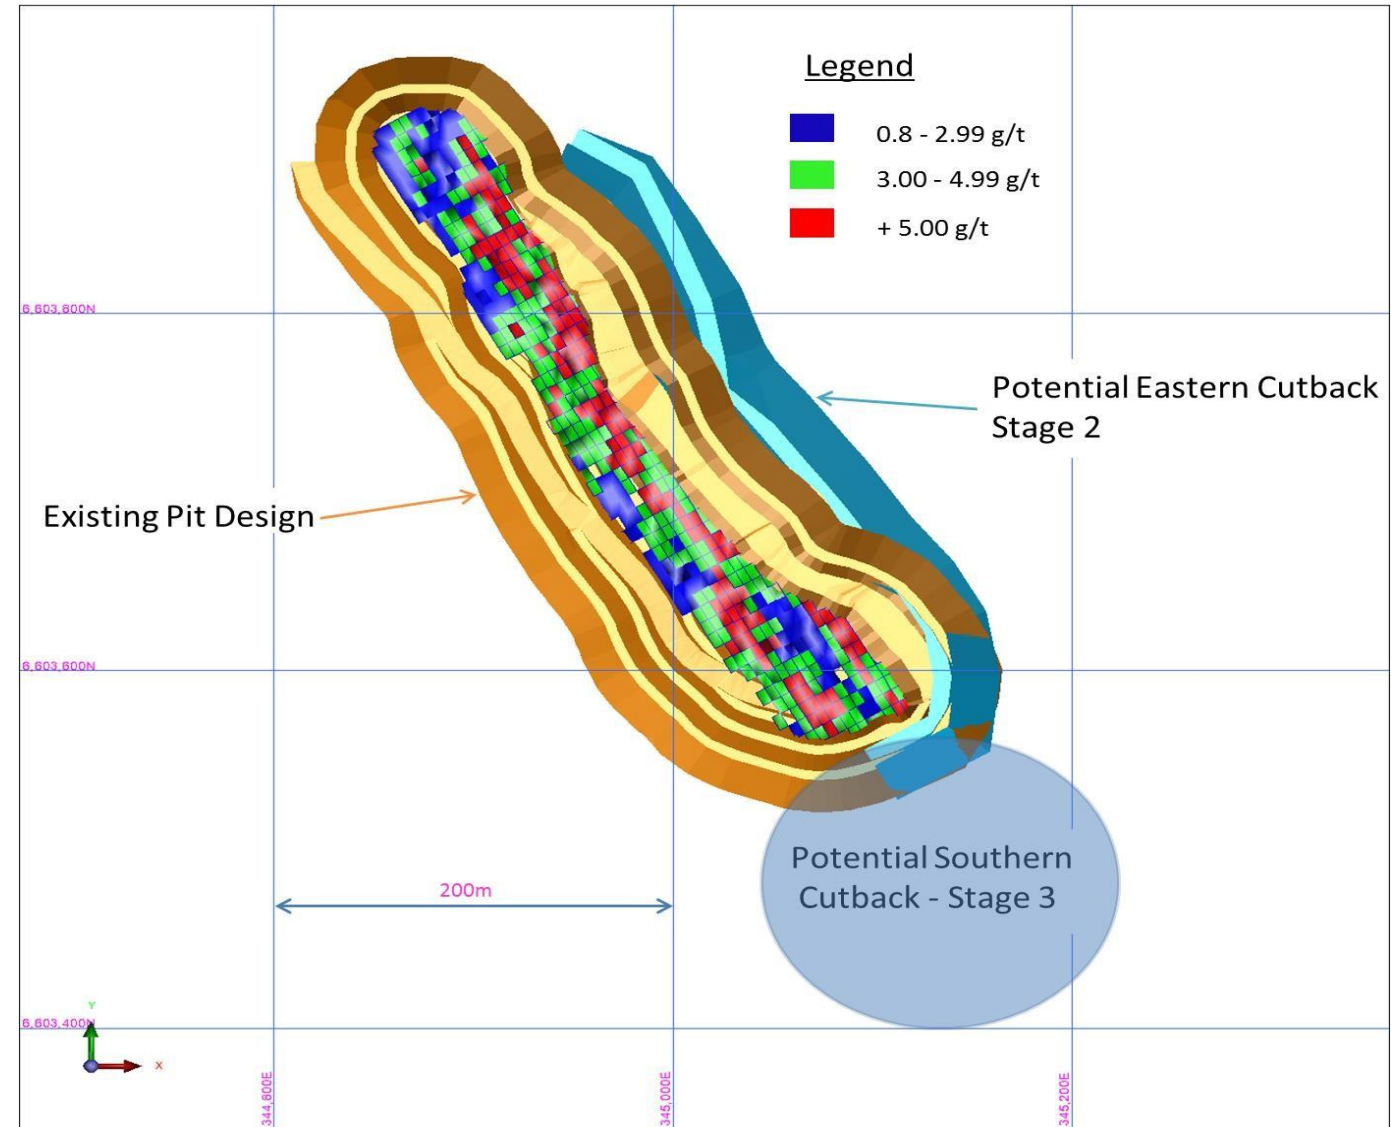 Legend
0.8 - 2.99 g/t
3.00 - 4.99 g/t
+ 5.00 g/t
6,603,800N
Potential Eastern Cutback
Stage 2
Existing Pit Design
6,603,600N
Potential Southern
Cutback - Stage 3
200m
6,603,400N
Y
X
344,800E
345,000E
345,200E